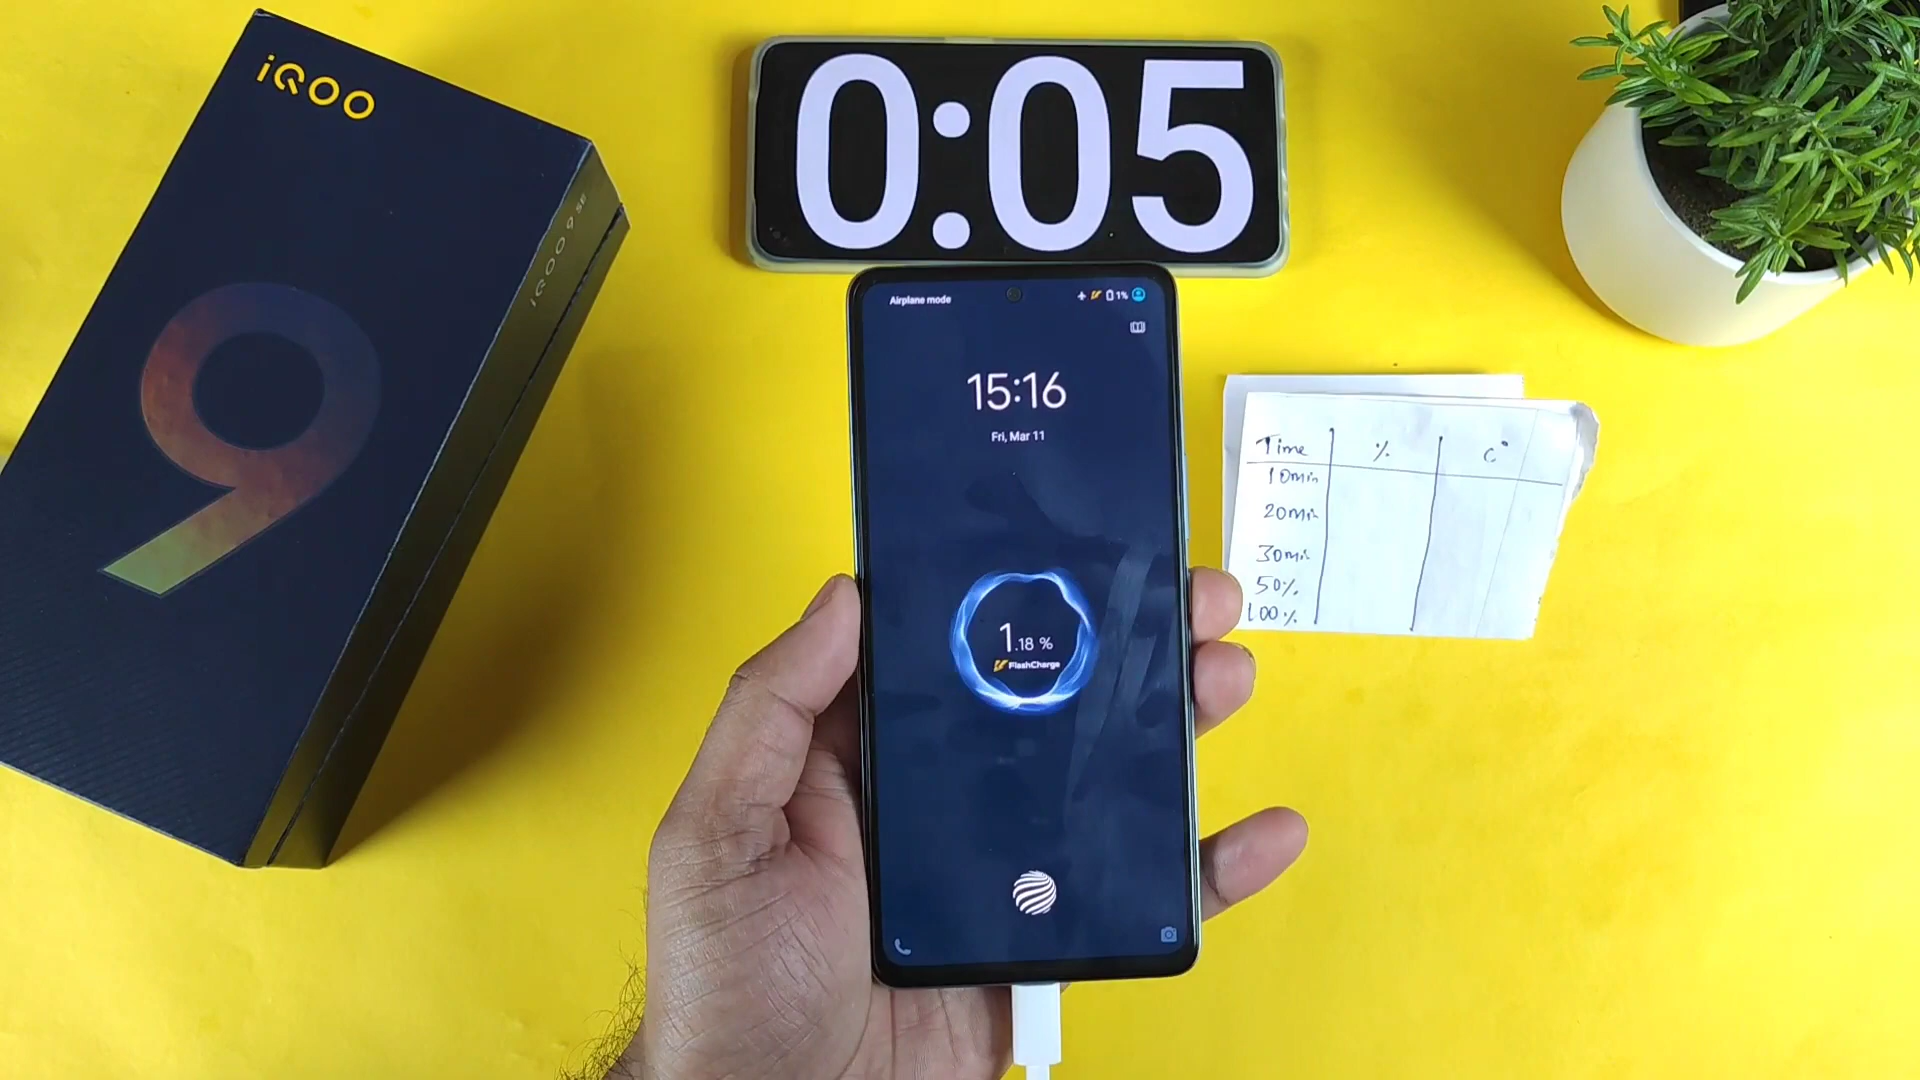 iQOO
9
iQOO 9 SE
0:05
Airplane mode
1%
15:16
Fri, Mar 11
1.18 %
FlashCharge
Time % C°
10min
20min
30min
50%
100%